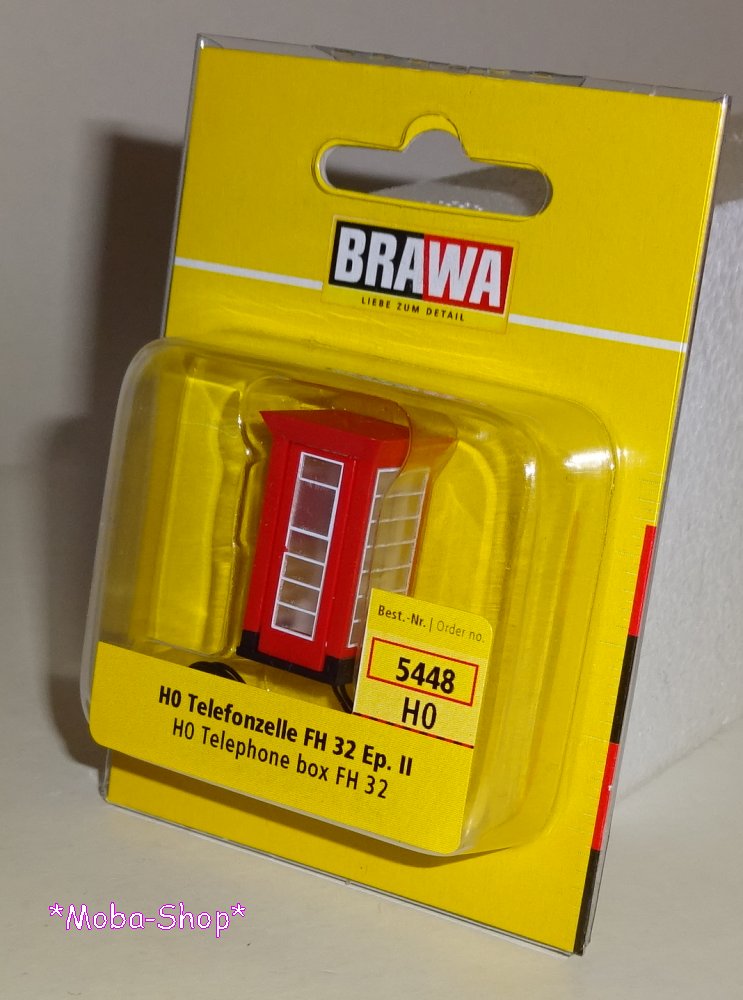 BRAWA
LIEBE ZUM DETAIL
Best.-Nr. | Order no.
5448
H0
H0 Telefonzelle FH 32 Ep. II
H0 Telephone box FH 32
*Moba-Shop*